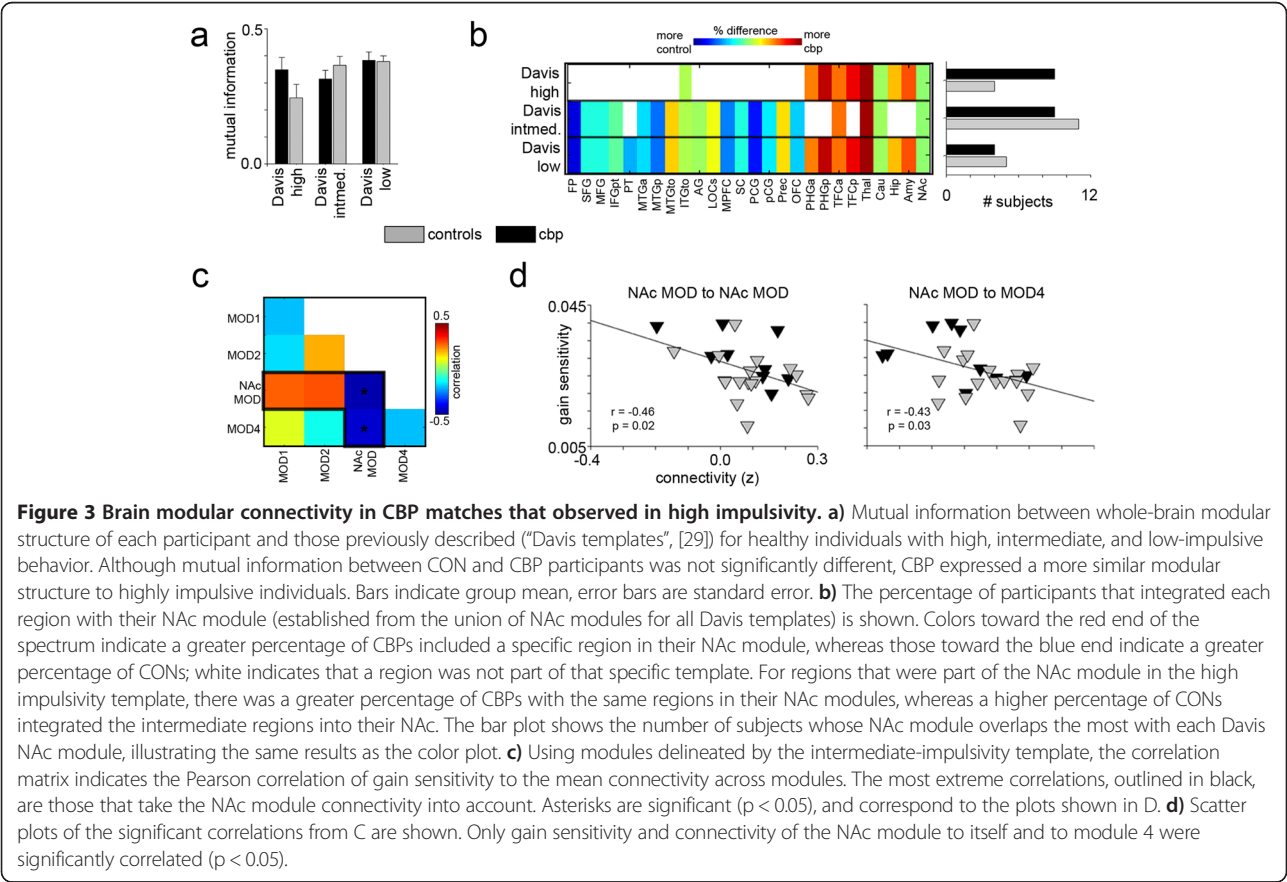 a
0.5
mutual information
0.0
Davis high
Davis intmed.
Davis low
b
more control
% difference
more cbp
Davis high
Davis intmed.
Davis low
FP
SFG
MFG
IFGpt
PT
MTGa
MTGp
MTGto
ITGto
AG
LOCs
MPFC
SC
PCG
pCG
Prec
OFC
PHGa
PHGp
TFCa
TFCp
Thal
Cau
Hip
Amy
NAc
0
12
# subjects
controls
cbp
c
MOD1
MOD2
NAc MOD
MOD4
MOD1
MOD2
NAc MOD
MOD4
*
*
0.5
correlation
-0.5
d
NAc MOD to NAc MOD
NAc MOD to MOD4
0.045
gain sensitivity
0.005
r = -0.46
p = 0.02
r = -0.43
p = 0.03
-0.4
0.0
0.3
connectivity (z)
Figure 3 Brain modular connectivity in CBP matches that observed in high impulsivity. a) Mutual information between whole-brain modular
structure of each participant and those previously described ("Davis templates", [29]) for healthy individuals with high, intermediate, and low-impulsive
behavior. Although mutual information between CON and CBP participants was not significantly different, CBP expressed a more similar modular
structure to highly impulsive individuals. Bars indicate group mean, error bars are standard error. b) The percentage of participants that integrated each
region with their NAc module (established from the union of NAc modules for all Davis templates) is shown. Colors toward the red end of the
spectrum indicate a greater percentage of CBPs included a specific region in their NAc module, whereas those toward the blue end indicate a greater
percentage of CONs; white indicates that a region was not part of that specific template. For regions that were part of the NAc module in the high
impulsivity template, there was a greater percentage of CBPs with the same regions in their NAc modules, whereas a higher percentage of CONs
integrated the intermediate regions into their NAc. The bar plot shows the number of subjects whose NAc module overlaps the most with each Davis
NAc module, illustrating the same results as the color plot. c) Using modules delineated by the intermediate-impulsivity template, the correlation
matrix indicates the Pearson correlation of gain sensitivity to the mean connectivity across modules. The most extreme correlations, outlined in black,
are those that take the NAc module connectivity into account. Asterisks are significant (p < 0.05), and correspond to the plots shown in D. d) Scatter
plots of the significant correlations from C are shown. Only gain sensitivity and connectivity of the NAc module to itself and to module 4 were
significantly correlated (p < 0.05).